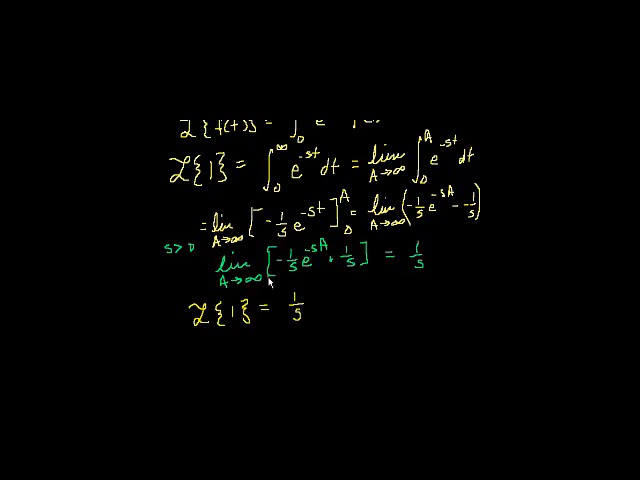 ℒ{f(t)} = ∫₀ e
ℒ{1} = ∫₀^∞ e^{-st} dt = lim_{A→∞} ∫₀^A e^{-st} dt
= lim_{A→∞} [-1/s e^{-st}]₀^A = lim_{A→∞} (-1/s e^{-sA} - -1/s)
s>0
lim_{A→∞} [-1/s e^{-sA} + 1/s] = 1/s
ℒ{1} = 1/s